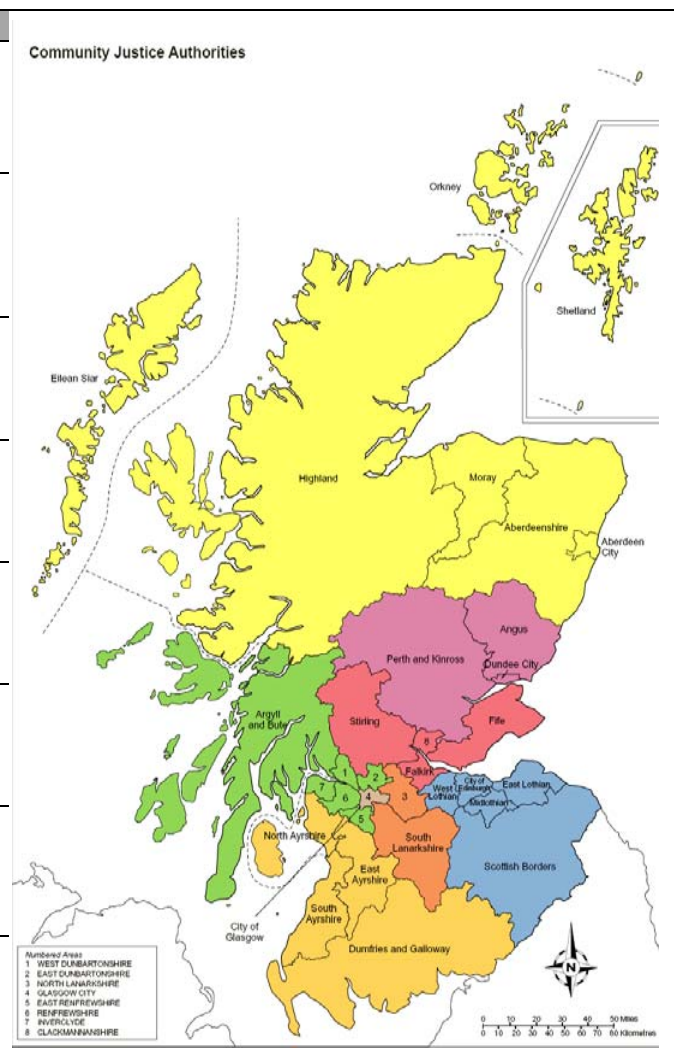 Community Justice Authorities
Orkney
Shetland
Eilean Siar
Highland
Moray
Aberdeenshire
Aberdeen
City
Angus
Perth and Kinross
Dundee City
Argyll
and Bute
Stirling
Fife
8
Falkirk
1
2
7
6
4
3
5
West
Lothian
City of
Edinburgh
East Lothian
Midlothian
North Ayrshire
South
Lanarkshire
East
Ayrshire
Scottish Borders
South
Ayrshire
City of
Glasgow
Dumfries and Galloway
Numbered Areas
1 WEST DUNBARTONSHIRE
2 EAST DUNBARTONSHIRE
3 NORTH LANARKSHIRE
4 GLASGOW CITY
5 EAST RENFREWSHIRE
6 RENFREWSHIRE
7 INVERCLYDE
8 CLACKMANNANSHIRE
N
0 10 20 30 40 50 Miles
0 10 20 30 40 50 60 70 80 Kilometres